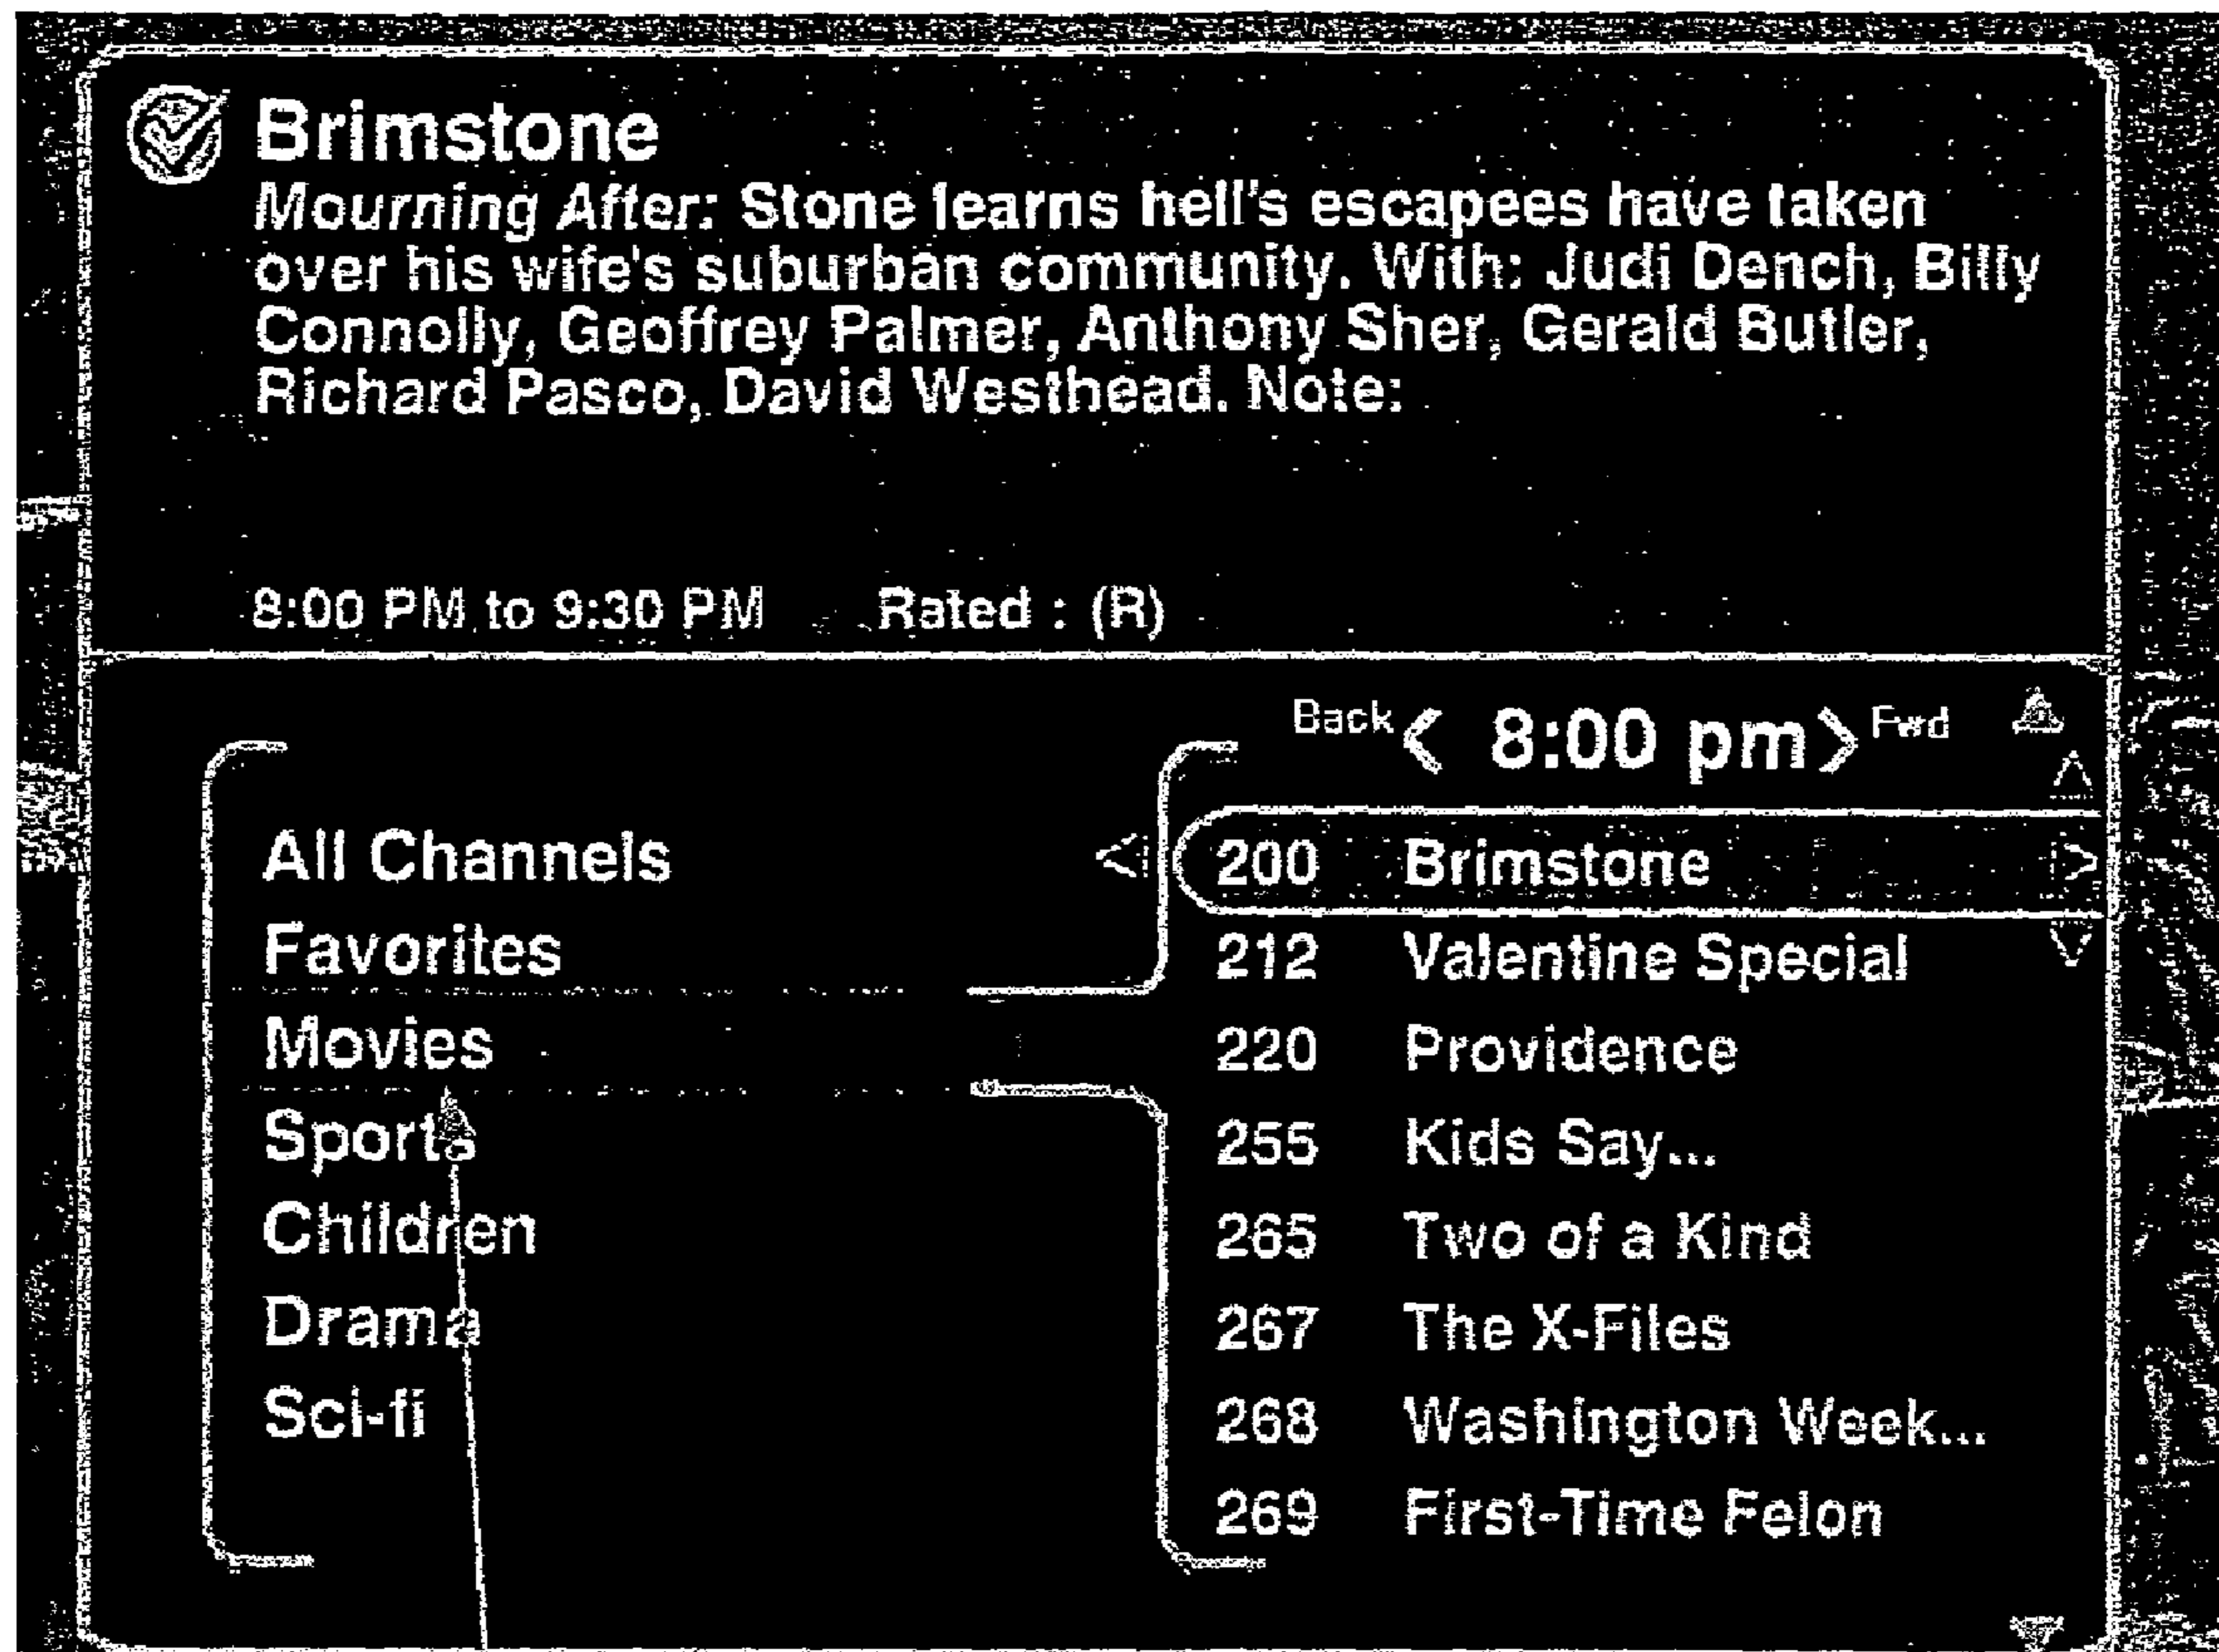 Brimstone
Mourning After: Stone learns hell's escapees have taken
over his wife's suburban community. With: Judi Dench, Billy
Connolly, Geoffrey Palmer, Anthony Sher, Gerald Butler,
Richard Pasco, David Westhead. Note:
8:00 PM to 9:30 PM Rated : (R)
Back < 8:00 pm > Fwd
All Channels
Favorites
Movies
Sports
Children
Drama
Sci-fi
200 Brimstone
212 Valentine Special
220 Providence
255 Kids Say...
265 Two of a Kind
267 The X-Files
268 Washington Week...
269 First-Time Felon